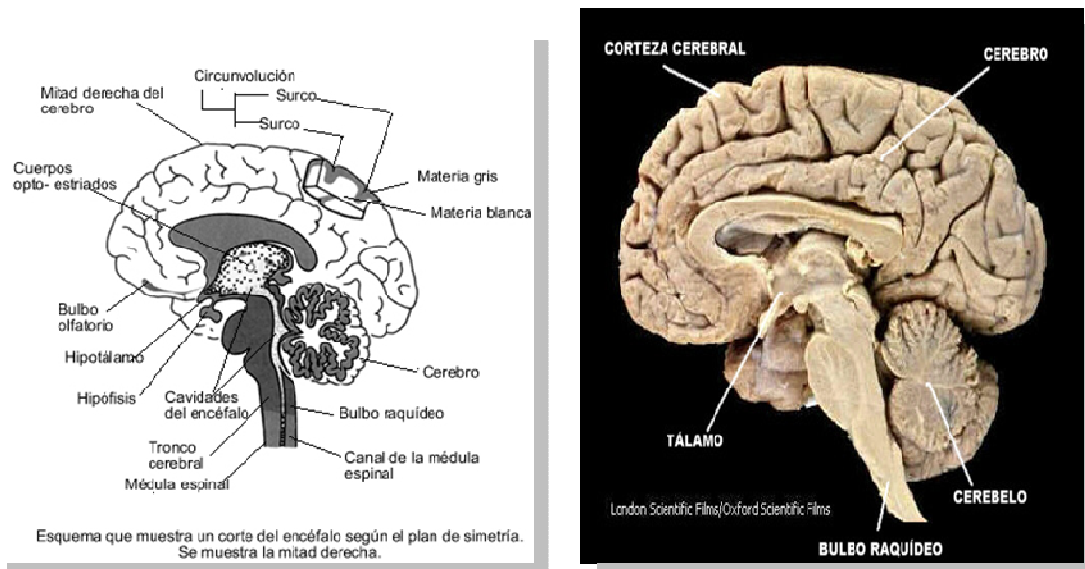 Circunvolución
Surco
Surco
Mitad derecha del
cerebro
Cuerpos
opto- estriados
Materia gris
Materia blanca
Bulbo
olfatorio
Hipotálamo
Hipófisis
Cavidades
del encéfalo
Cerebro
Bulbo raquídeo
Tronco
cerebral
Canal de la médula
espinal
Médula espinal
Esquema que muestra un corte del encéfalo según el plan de simetría.
Se muestra la mitad derecha.
CORTEZA CEREBRAL
CEREBRO
TÁLAMO
CEREBELO
London Scientific Films/Oxford Scientific Films
BULBO RAQUÍDEO